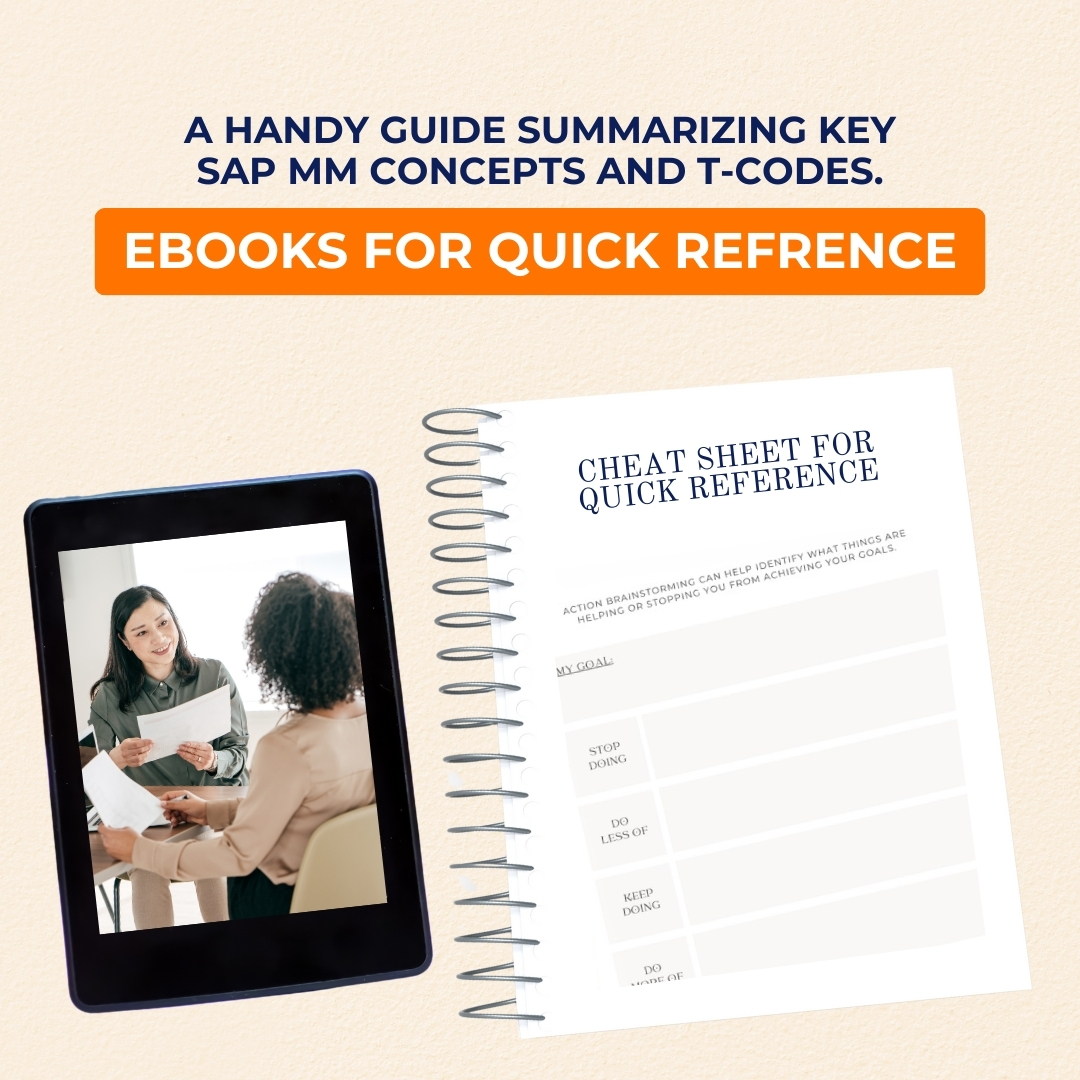 A HANDY GUIDE SUMMARIZING KEY
SAP MM CONCEPTS AND T-CODES.
EBOOKS FOR QUICK REFRENCE
CHEAT SHEET FOR
QUICK REFERENCE
ACTION BRAINSTORMING CAN HELP IDENTIFY WHAT THINGS ARE
HELPING OR STOPPING YOU FROM ACHIEVING YOUR GOALS.
MY GOAL:
STOP
DOING
DO
LESS OF
KEEP
DOING
DO
MORE OF